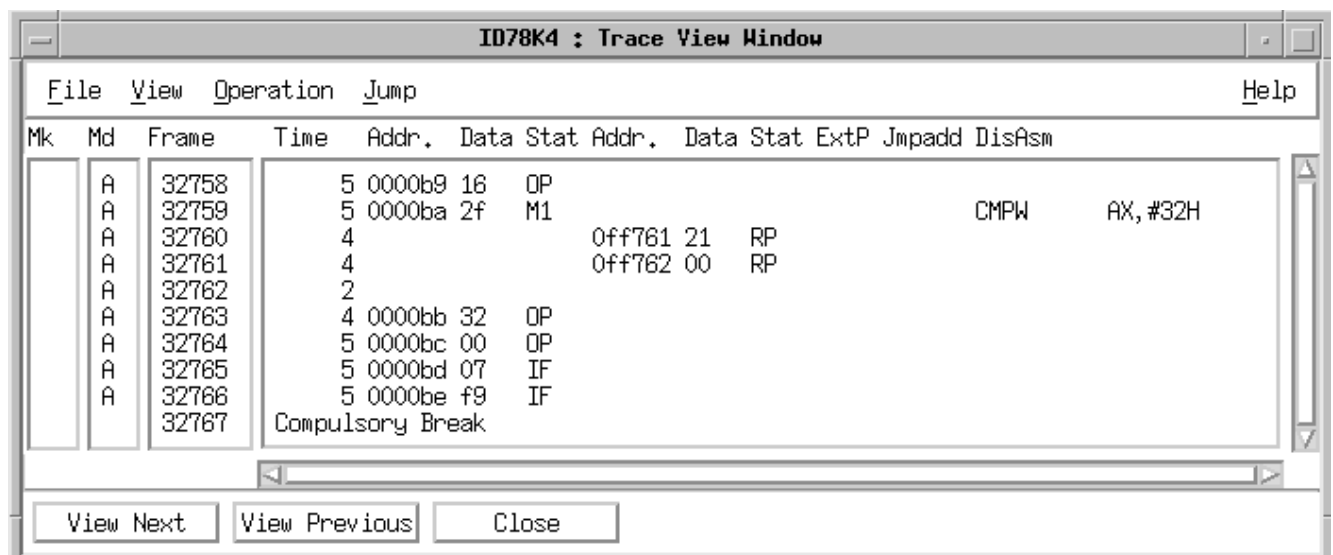 ID78K4 : Trace View Window
File View Operation Jump Help
Mk Md Frame Time Addr. Data Stat Addr. Data Stat ExtP Jmpadd DisAsm
A 32758 5 0000b9 16 OP
A 32759 5 0000ba 2f M1 CMPW AX,#32H
A 32760 4 0ff761 21 RP
A 32761 4 0ff762 00 RP
A 32762 2
A 32763 4 0000bb 32 OP
A 32764 5 0000bc 00 OP
A 32765 5 0000bd 07 IF
A 32766 5 0000be f9 IF
32767 Compulsory Break
View Next View Previous Close